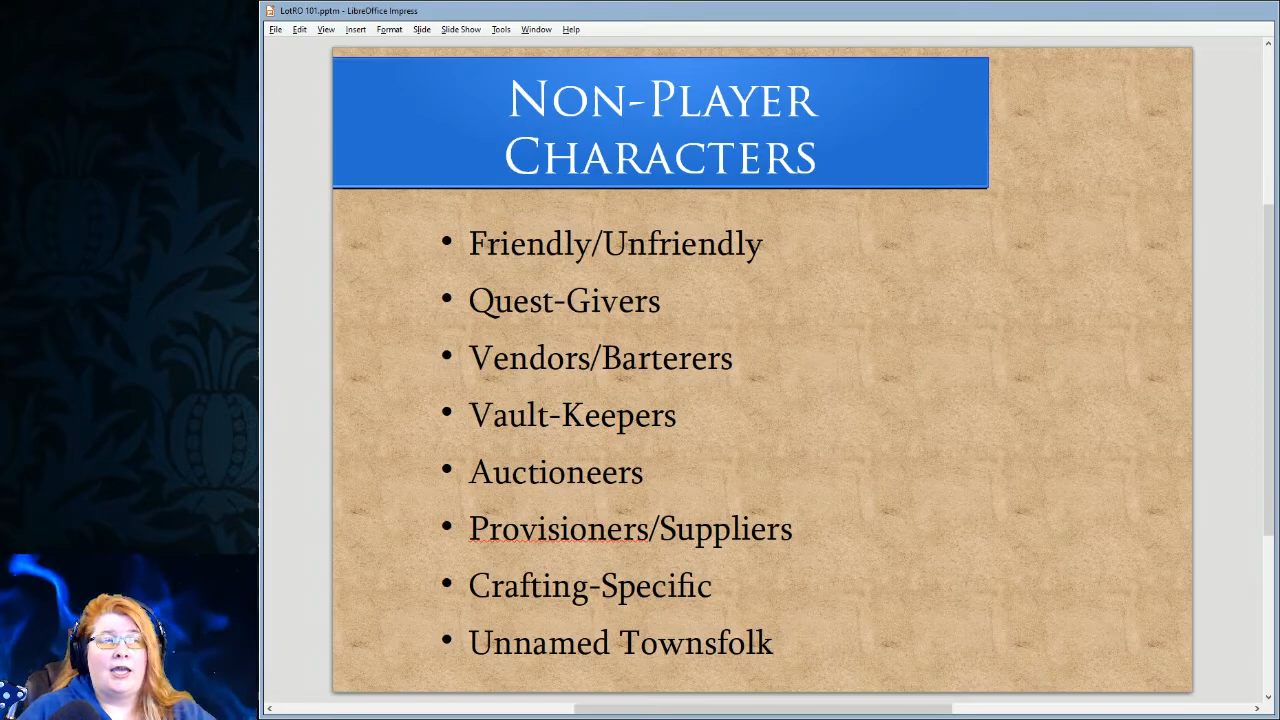 LotRO 101.pptm - LibreOffice Impress
File Edit View Insert Format Slide Slide Show Tools Window Help
Non-Player
Characters
• Friendly/Unfriendly
• Quest-Givers
• Vendors/Barterers
• Vault-Keepers
• Auctioneers
• Provisioners/Suppliers
• Crafting-Specific
• Unnamed Townsfolk